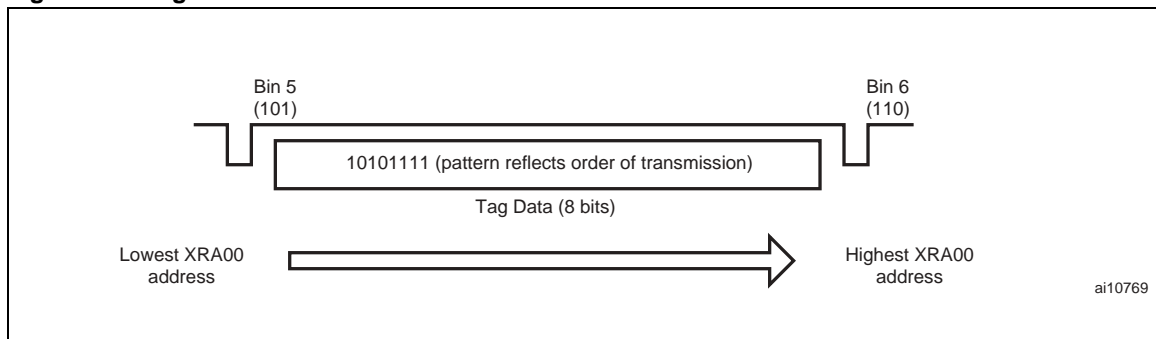 Bin 5
(101)
Bin 6
(110)
10101111 (pattern reflects order of transmission)
Tag Data (8 bits)
Lowest XRA00
address
Highest XRA00
address
ai10769